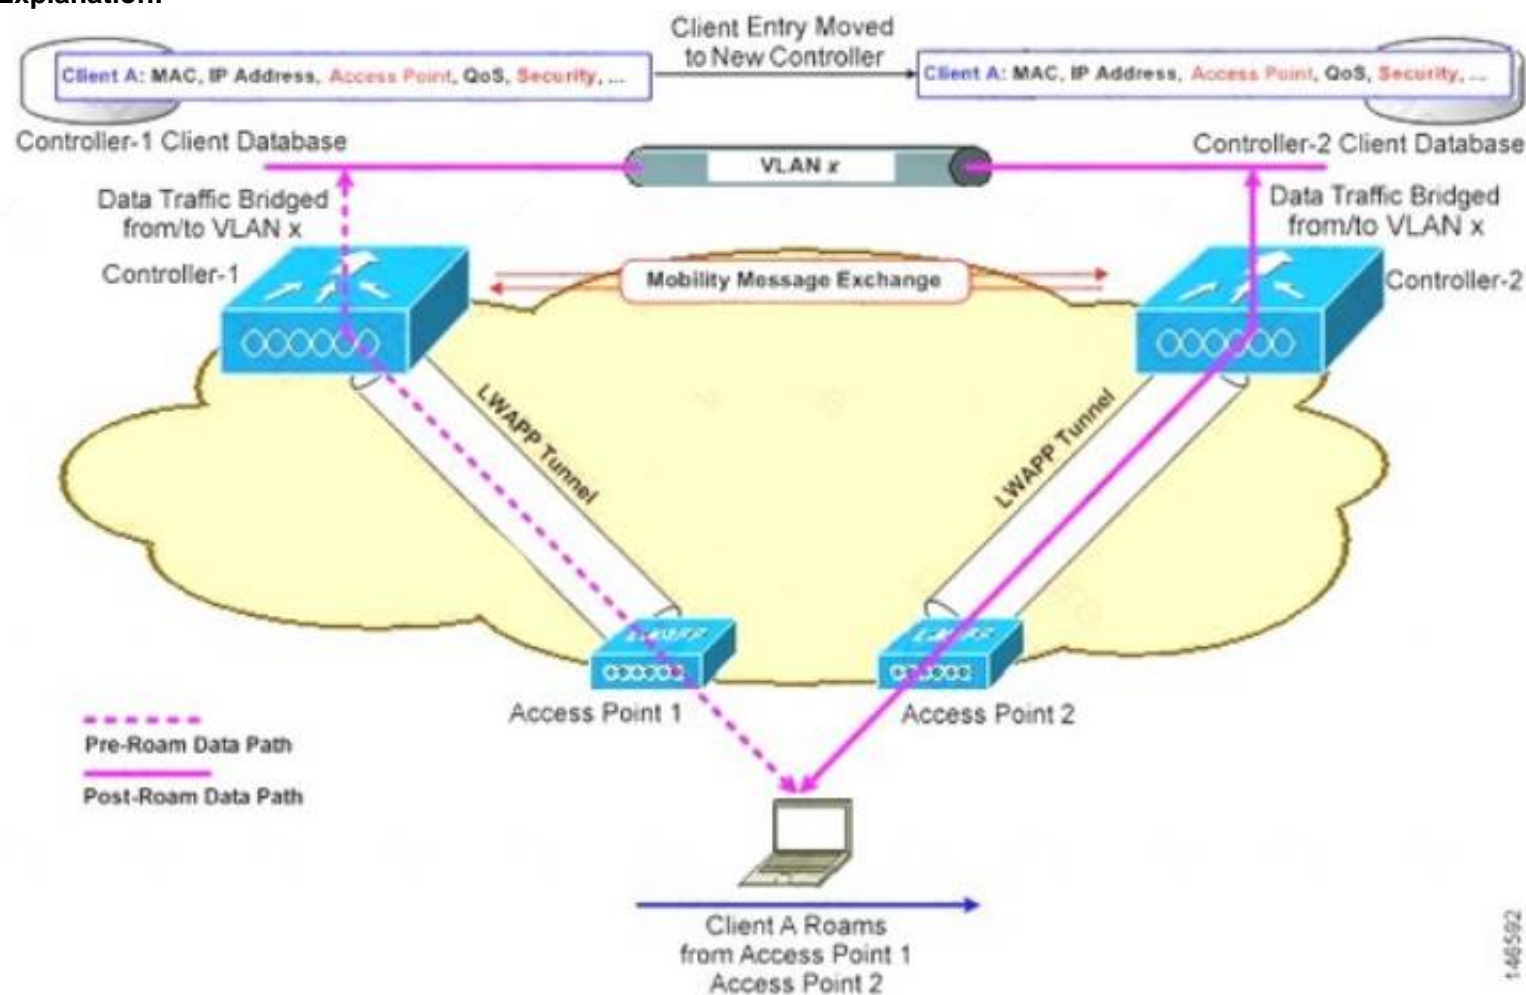 Explanation:
Client Entry Moved
to New Controller
Client A: MAC, IP Address, Access Point, QoS, Security, ...
Client A: MAC, IP Address, Access Point, QoS, Security, ...
Controller-1 Client Database
Controller-2 Client Database
VLAN x
Data Traffic Bridged
from/to VLAN x
Data Traffic Bridged
from/to VLAN x
Controller-1
Mobility Message Exchange
Controller-2
LWAPP Tunnel
LWAPP Tunnel
LWAPP
LWAPP
Access Point 1
Access Point 2
Pre-Roam Data Path
Post-Roam Data Path
Client A Roams
from Access Point 1
Access Point 2
146592